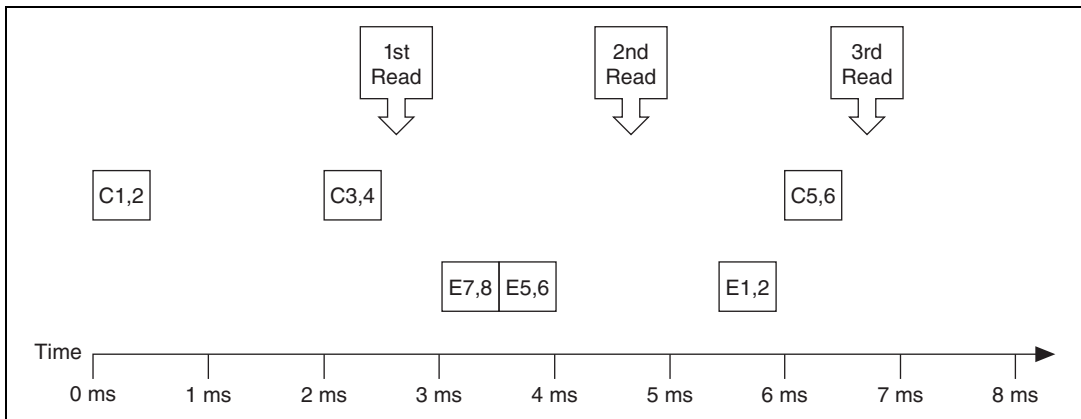 1st
Read
2nd
Read
3rd
Read
C1,2
C3,4
C5,6
E7,8
E5,6
E1,2
Time
0 ms
1 ms
2 ms
3 ms
4 ms
5 ms
6 ms
7 ms
8 ms